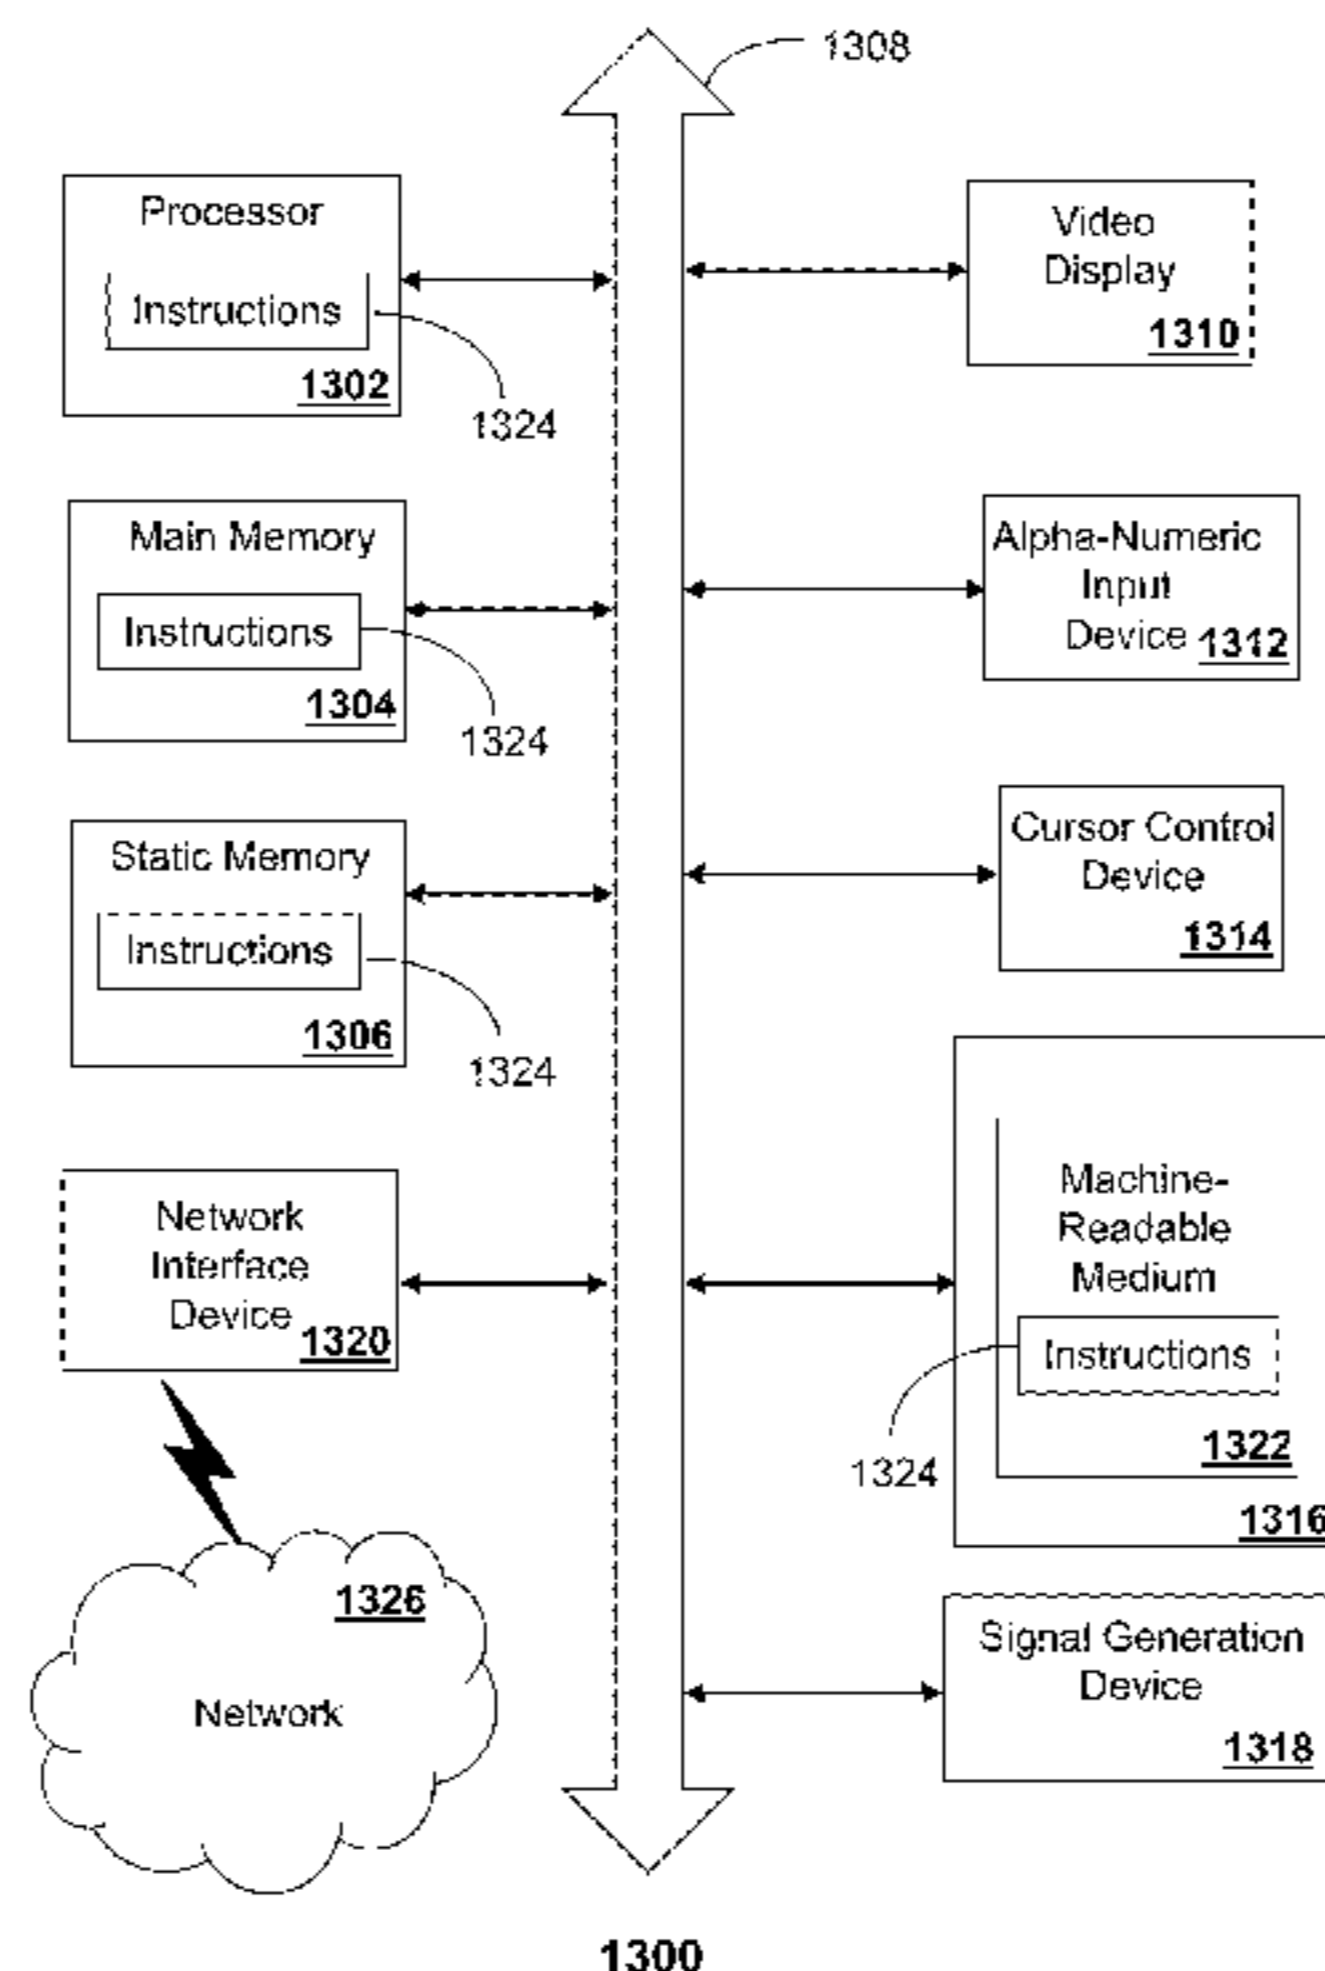 1308
Processor
Instructions
1302
1324
Main Memory
Instructions
1304
1324
Static Memory
Instructions
1306
1324
Network
Interface
Device
1320
1326
Network
Video
Display
1310
Alpha-Numeric
Input
Device 1312
Cursor Control
Device
1314
Machine-
Readable
Medium
Instructions
1324
1322
1316
Signal Generation
Device
1318
1300